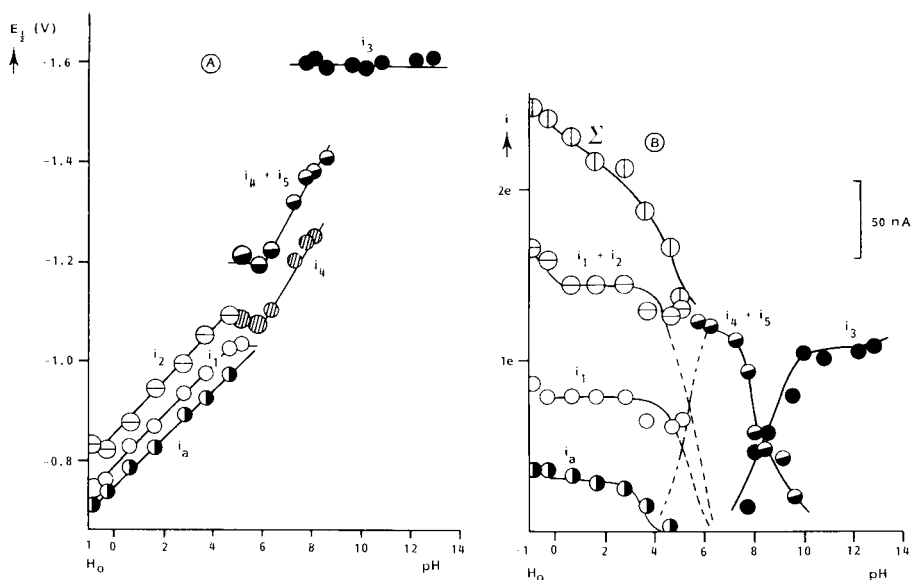 E½ (V)
A
-1.6
-1.4
-1.2
-1.0
-0.8
i3
i4 + i5
i4
i2
i1
ia
1 0 2 4 6 8 10 12 14
H0 pH
i
B
Σ
2e
50 nA
i1 + i2
i4 + i5
i3
1e
i1
ia
-1 0 2 4 6 8 10 12 14
H0 pH